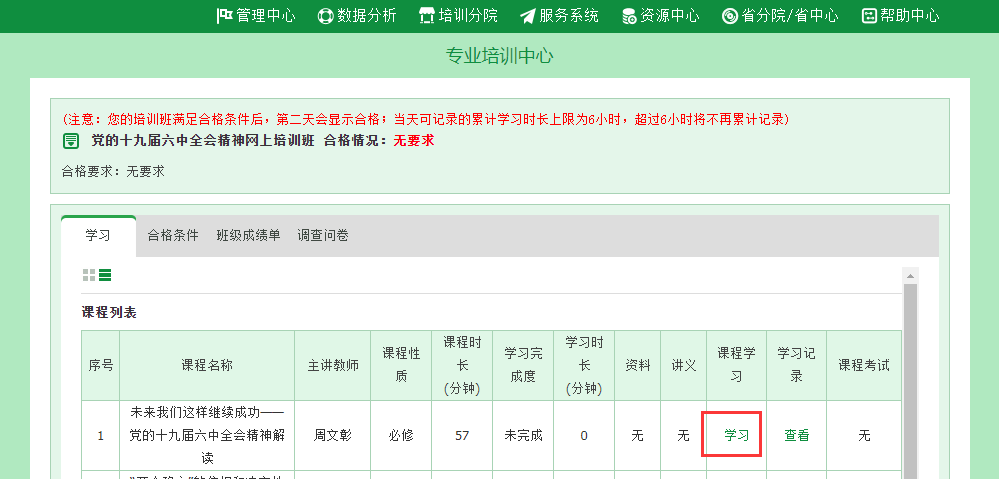 管理中心 数据分析 培训分院 服务系统 资源中心 省分院/省中心 帮助中心
专业培训中心
(注意：您的培训班满足合格条件后，第二天会显示合格；当天可记录的累计学习时长上限为6小时，超过6小时将不再累计记录)
党的十九届六中全会精神网上培训班 合格情况：无要求
合格要求：无要求
学习 合格条件 班级成绩单 调查问卷
课程列表
序号 课程名称 主讲教师 课程性质 课程时长(分钟) 学习完成度 学习时长(分钟) 资料 讲义 课程学习 学习记录 课程考试
1 未来我们这样继续成功——党的十九届六中全会精神解读 周文彰 必修 57 未完成 0 无 无 学习 查看 无